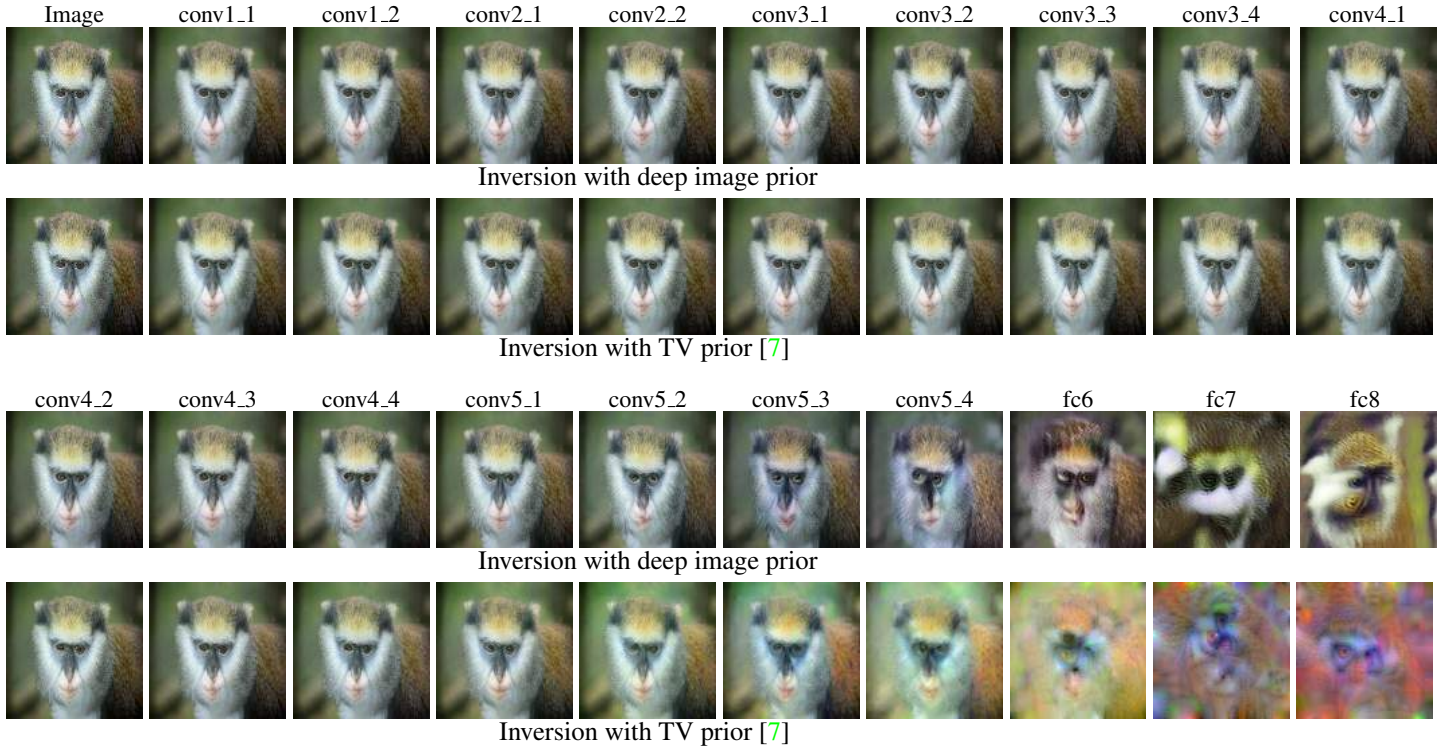 Image conv1_1 conv1_2 conv2_1 conv2_2 conv3_1 conv3_2 conv3_3 conv3_4 conv4_1
Inversion with deep image prior
Inversion with TV prior [7]
conv4_2 conv4_3 conv4_4 conv5_1 conv5_2 conv5_3 conv5_4 fc6 fc7 fc8
Inversion with deep image prior
Inversion with TV prior [7]